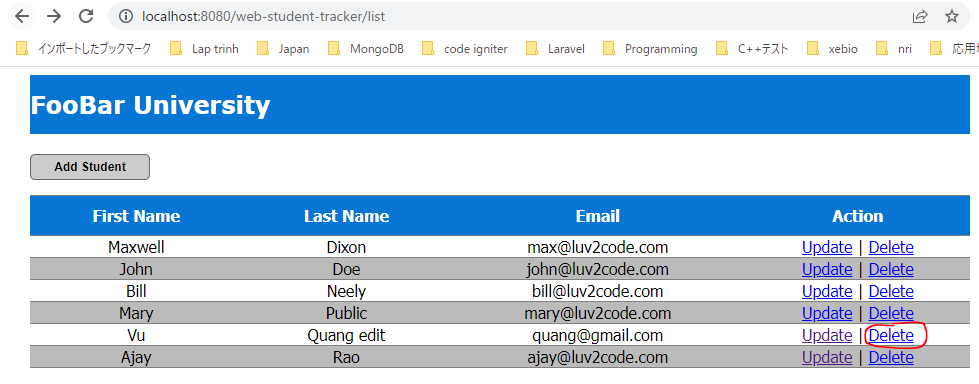 localhost:8080/web-student-tracker/list
インポートしたブックマーク Lap trinh Japan MongoDB code igniter Laravel Programming C++テスト xebio nri
FooBar University
Add Student
First Name Last Name Email Action
Maxwell Dixon max@luv2code.com Update | Delete
John Doe john@luv2code.com Update | Delete
Bill Neely bill@luv2code.com Update | Delete
Mary Public mary@luv2code.com Update | Delete
Vu Quang edit quang@gmail.com Update | Delete
Ajay Rao ajay@luv2code.com Update | Delete